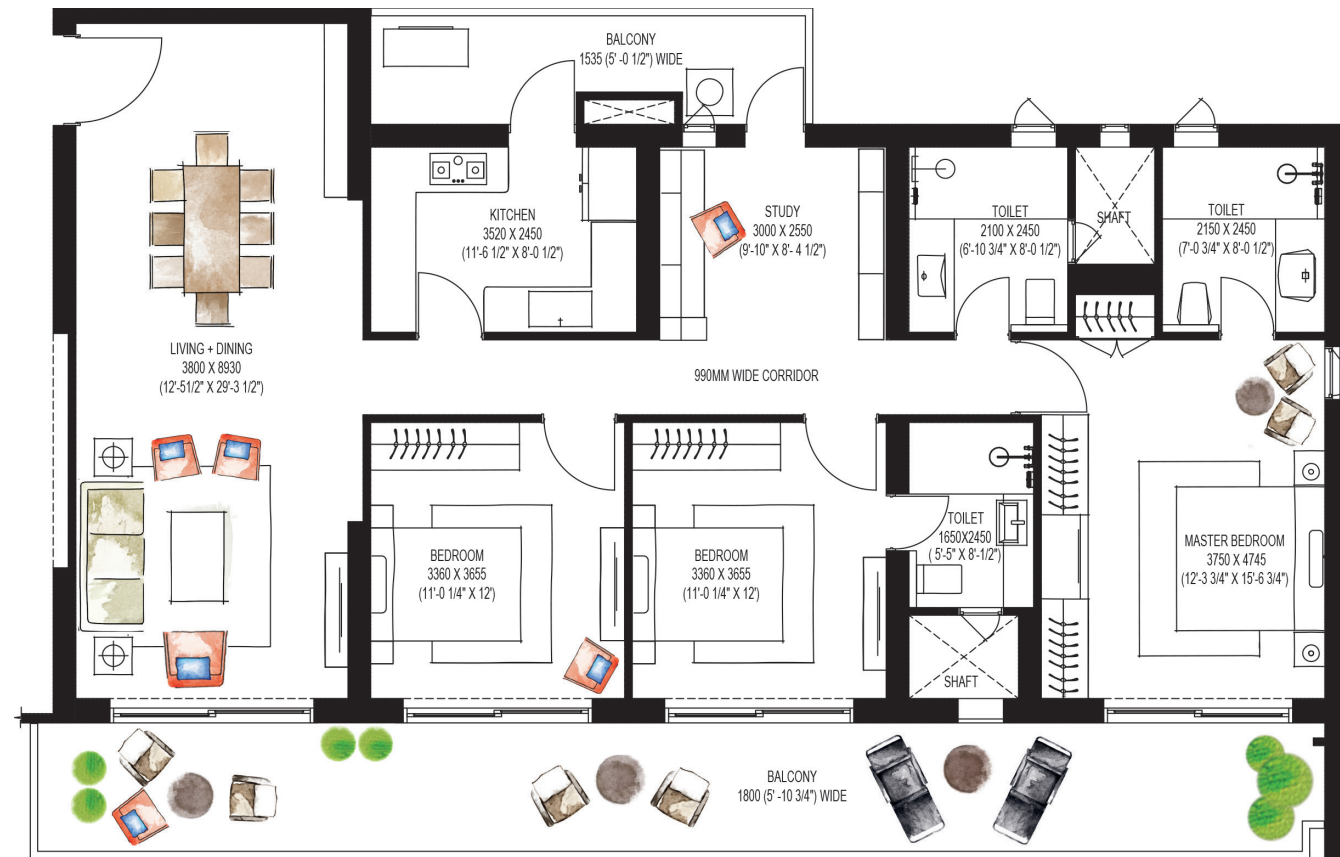 BALCONY
1535 (5' -0 1/2") WIDE
KITCHEN
3520 X 2450
(11'-6 1/2" X 8'-0 1/2")
STUDY
3000 X 2550
(9'-10" X 8'- 4 1/2")
TOILET
2100 X 2450
(6'-10 3/4" X 8'-0 1/2")
SHAFT
TOILET
2150 X 2450
(7'-0 3/4" X 8'-0 1/2")
LIVING + DINING
3800 X 8930
(12'-51/2" X 29'-3 1/2")
990MM WIDE CORRIDOR
BEDROOM
3360 X 3655
(11'-0 1/4" X 12')
BEDROOM
3360 X 3655
(11'-0 1/4" X 12')
TOILET
1650X2450
( 5'-5" X 8'-1/2")
MASTER BEDROOM
3750 X 4745
(12'-3 3/4" X 15'-6 3/4")
SHAFT
BALCONY
1800 (5' -10 3/4") WIDE